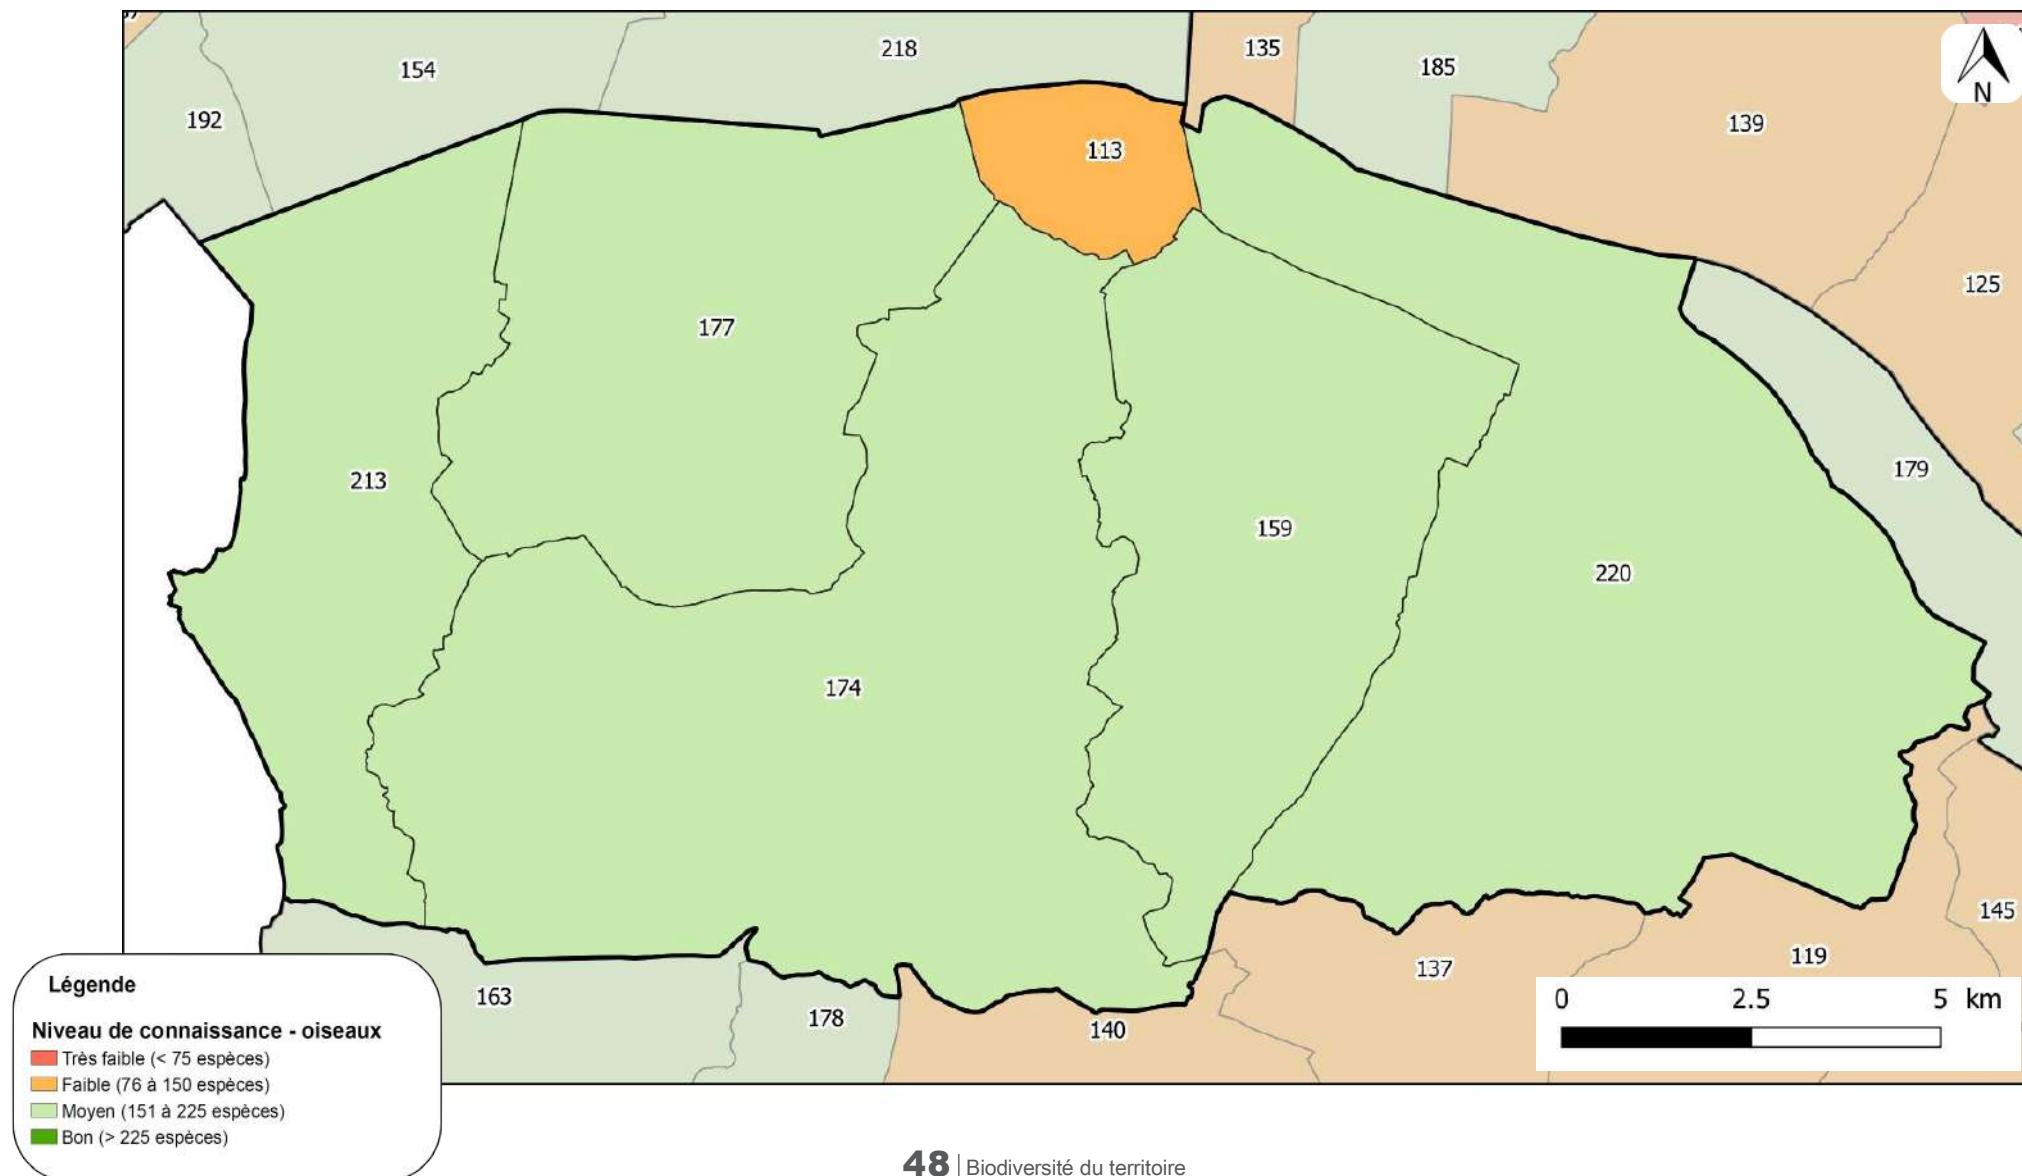 218
135
154
185
192
139
113
125
177
179
213
159
220
174
145
119
137
163
178
140
N
0 2.5 5 km
Légende
Niveau de connaissance - oiseaux
Très faible (< 75 espèces)
Faible (76 à 150 espèces)
Moyen (151 à 225 espèces)
Bon (> 225 espèces)
48 | Biodiversité du territoire